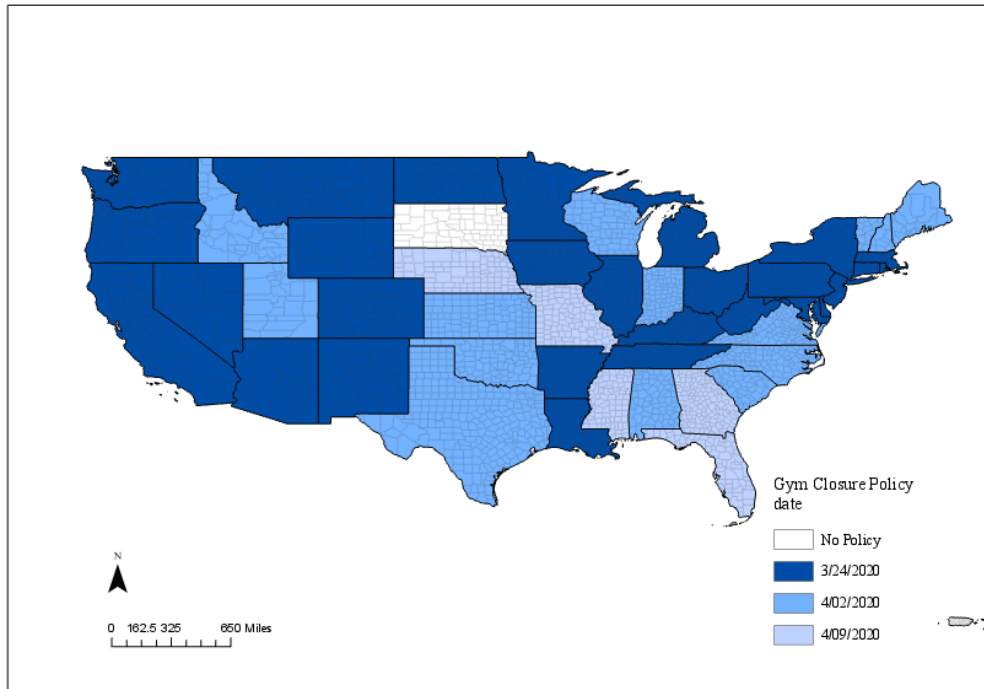 Gym Closure Policy
date
No Policy
3/24/2020
4/02/2020
4/09/2020
N
0 162.5 325 650 Miles